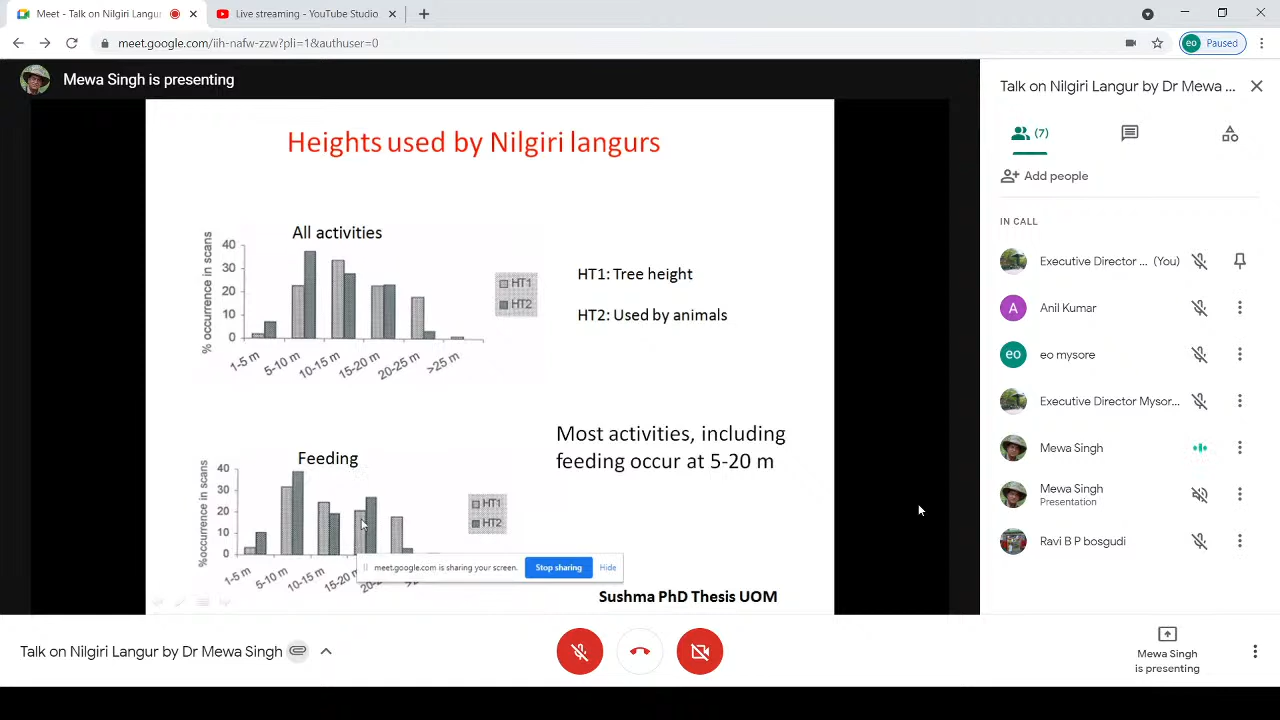 Meet - Talk on Nilgiri Langur
Live streaming - YouTube Studio
meet.google.com/iih-nafw-zzw?pli=1&authuser=0
eo Paused
Mewa Singh is presenting
Heights used by Nilgiri langurs
All activities
% occurrence in scans
40
30
20
10
0
1-5 m
5-10 m
10-15 m
15-20 m
20-25 m
>25 m
HT1
HT2
HT1: Tree height
HT2: Used by animals
Feeding
%occurrence in scans
40
30
20
10
0
1-5 m
5-10 m
10-15 m
HT1
HT2
Most activities, including
feeding occur at 5-20 m
meet.google.com is sharing your screen.
Stop sharing
Hide
Sushma PhD Thesis UOM
Talk on Nilgiri Langur by Dr Mewa ...
(7)
Add people
IN CALL
Executive Director ... (You)
A Anil Kumar
eo eo mysore
Executive Director Mysor...
Mewa Singh
Mewa Singh
Presentation
Ravi B P bosgudi
Talk on Nilgiri Langur by Dr Mewa Singh
Mewa Singh
is presenting